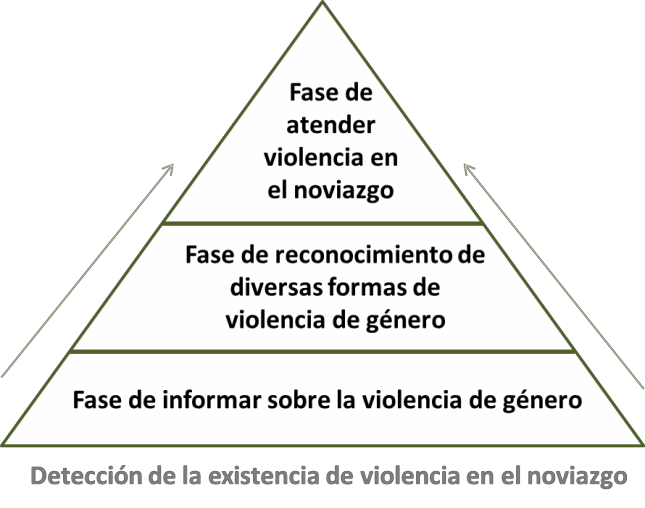 Fase de
atender
violencia en
el noviazgo
Fase de reconocimiento de
diversas formas de
violencia de género
Fase de informar sobre la violencia de género
Detección de la existencia de violencia en el noviazgo